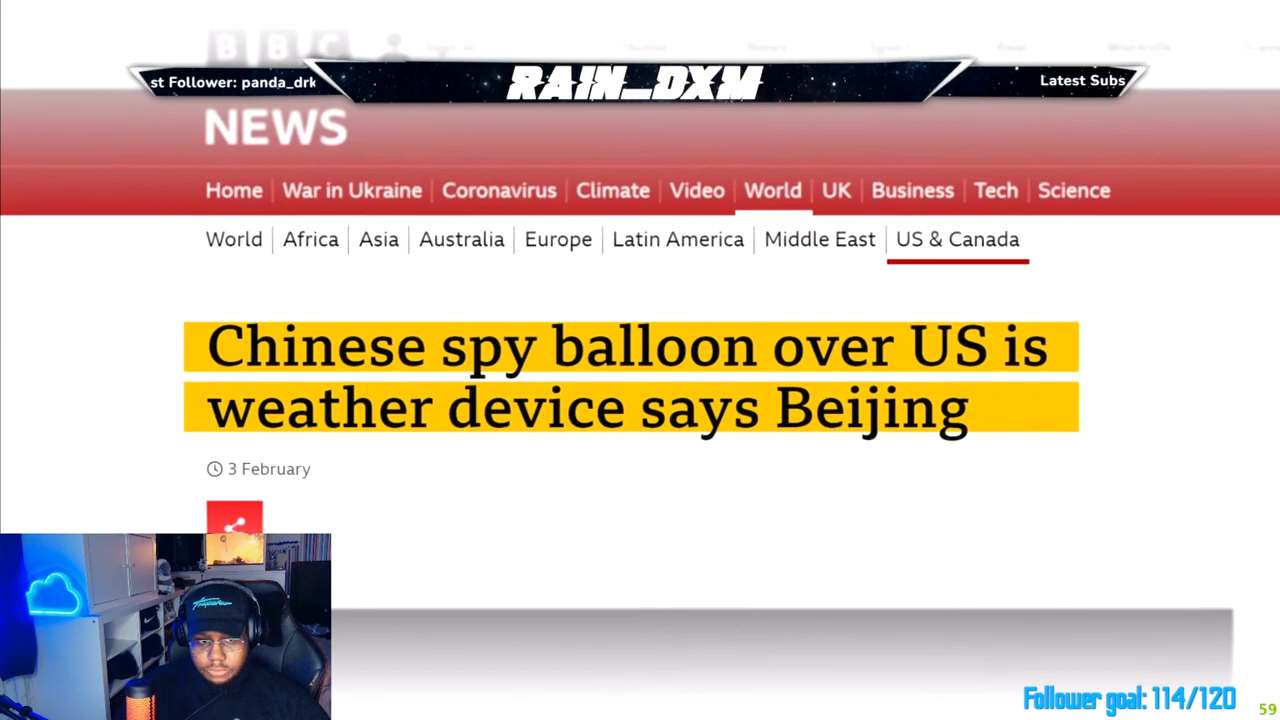 BBC
st Follower: panda_drk
RAIN_DXM
Latest Subs
NEWS
Home
War in Ukraine
Coronavirus
Climate
Video
World
UK
Business
Tech
Science
World
Africa
Asia
Australia
Europe
Latin America
Middle East
US & Canada
Chinese spy balloon over US is
weather device says Beijing
3 February
Follower goal: 114/120
59